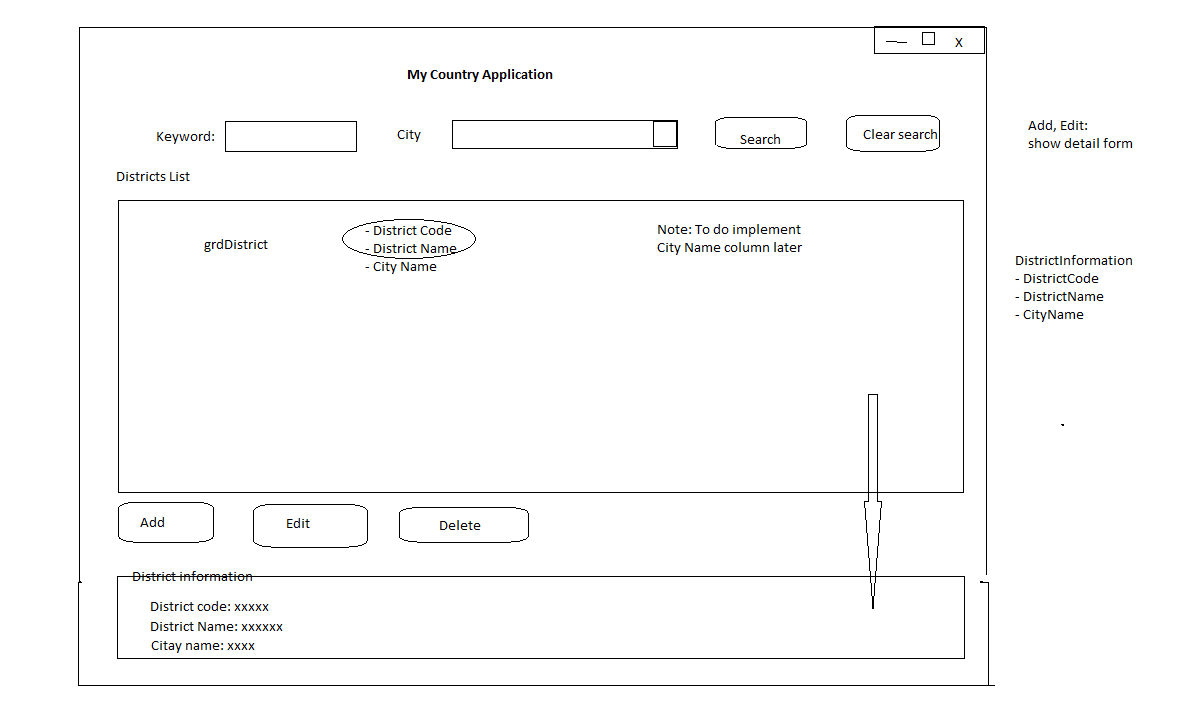 X
My Country Application
Keyword:
City
Search
Clear search
Add, Edit:
show detail form
Districts List
grdDistrict
- District Code
- District Name
- City Name
Note: To do implement
City Name column later
DistrictInformation
- DistrictCode
- DistrictName
- CityName
Add
Edit
Delete
District information
District code: xxxxx
District Name: xxxxxx
Citay name: xxxx